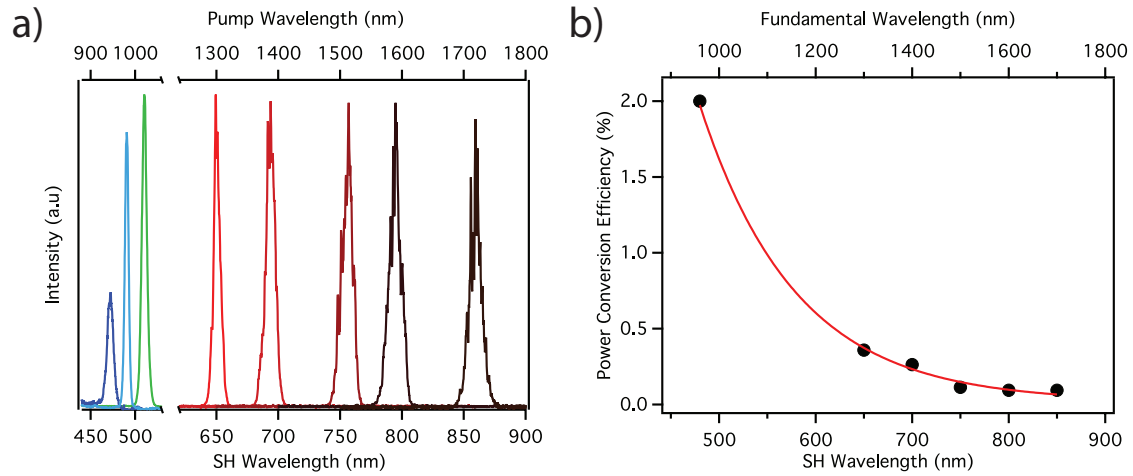 a)
Pump Wavelength (nm)
900 1000 1300 1400 1500 1600 1700 1800
Intensity (a.u)
450 500 650 700 750 800 850 900
SH Wavelength (nm)
b)
Fundamental Wavelength (nm)
1000 1200 1400 1600 1800
Power Conversion Efficiency (%)
2.0
1.5
1.0
0.5
0.0
500 600 700 800 900
SH Wavelength (nm)